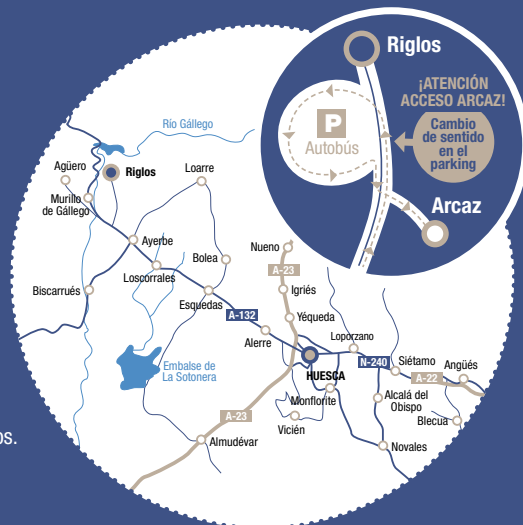 Riglos
¡ATENCIÓN
ACCESO ARCAZ!
Cambio
de sentido
en el
parking
P
Autobús
Arcaz
Río Gállego
Agüero
Riglos
Loarre
Murillo
de Gállego
Ayerbe
Nueno
Bolea
A-23
Loscorrales
Igriés
Biscarrués
Esquedas
A-132
Yéqueda
Alerre
Loporzano
Embalse de
La Sotonera
HUESCA
N-240
Siétamo
Angüés
A-22
Monflorite
Alcalá del
Obispo
A-23
Vicién
Blecua
Almudévar
Novales
os.